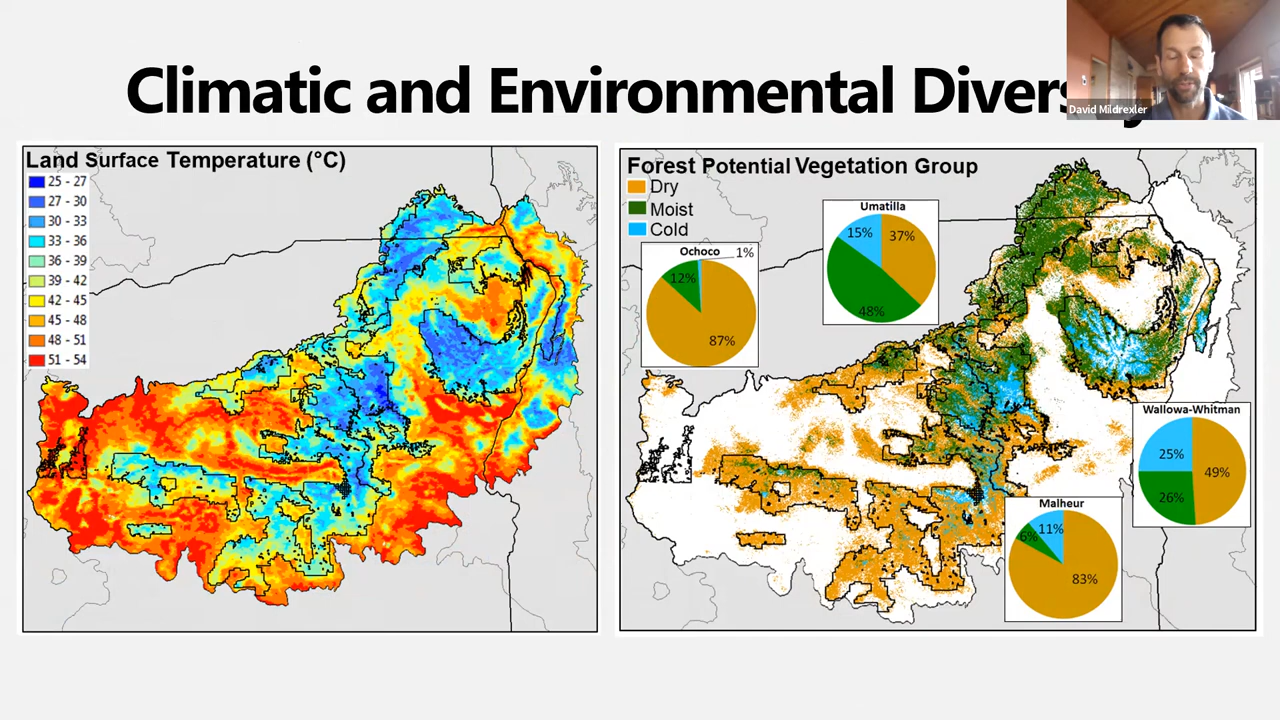 Climatic and Environmental Divers
David Mildrexler
Land Surface Temperature (°C)
25 - 27
27 - 30
30 - 33
33 - 36
36 - 39
39 - 42
42 - 45
45 - 48
48 - 51
51 - 54
Forest Potential Vegetation Group
Dry
Moist
Cold
Ochoco
1%
12%
87%
Umatilla
15%
37%
48%
Wallowa-Whitman
25%
49%
26%
Malheur
6%
11%
83%